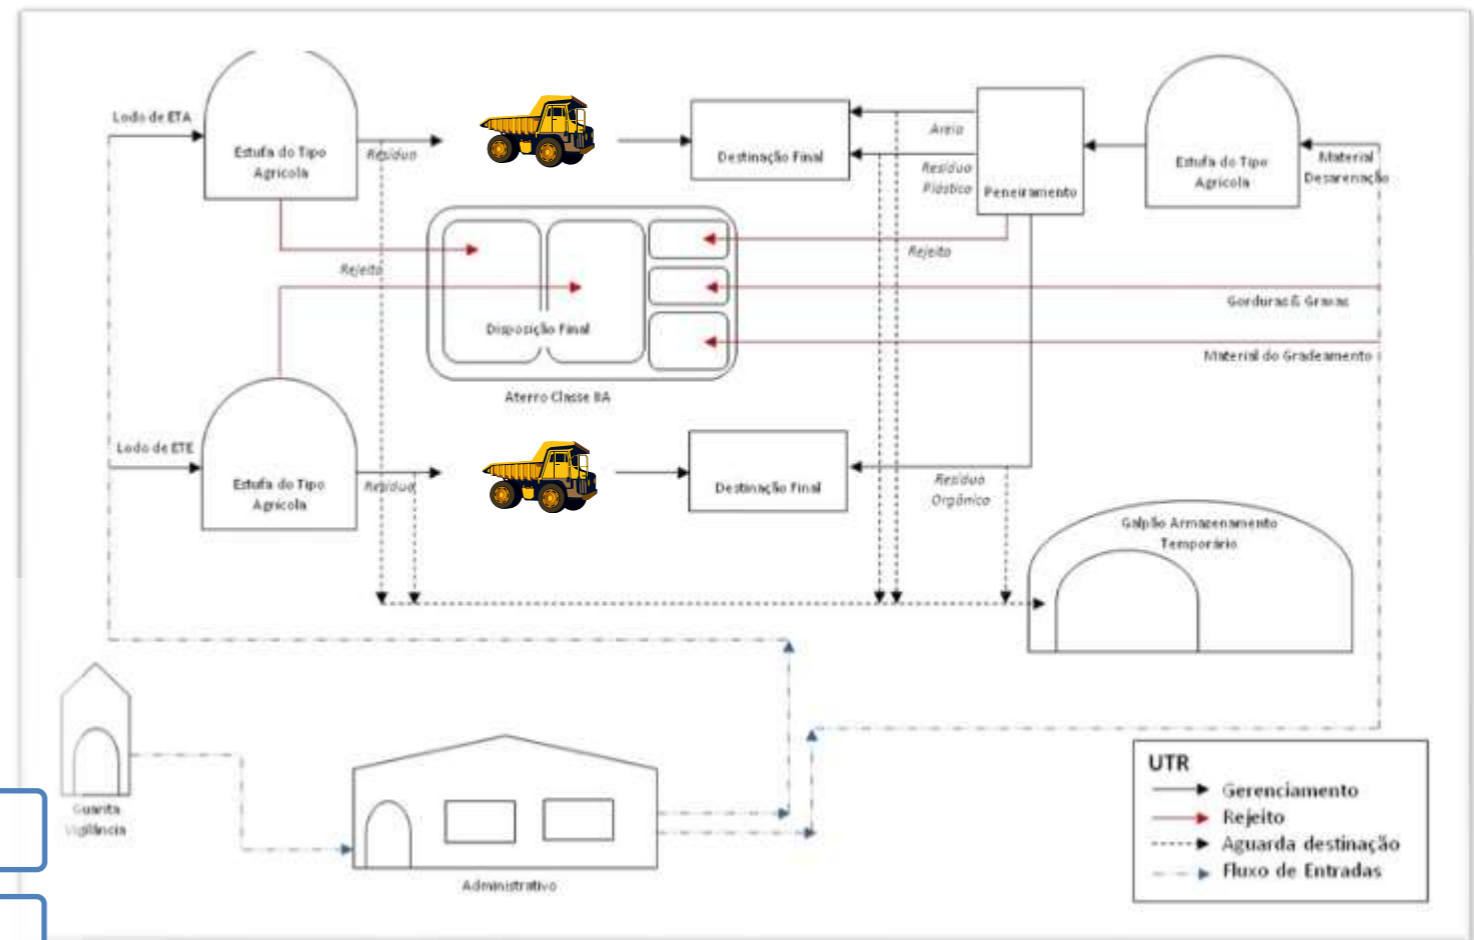 Lodo de ETA
Estufa do Tipo
Agrícola
Resíduo
Destinação Final
Areia
Resíduo
Plástico
Peneiramento
Estufa do Tipo
Agrícola
Material
Desarenação
Rejeito
Rejeito
Gorduras & Graxas
Disposição Final
Material do Gradeamento
Aterro Classe IIA
Lodo de ETE
Estufa do Tipo
Agrícola
Resíduo
Destinação Final
Resíduo
Orgânico
Galpão Armazenamento
Temporário
Guarita
Vigilância
Administrativo
UTR
Gerenciamento
Rejeito
Aguarda destinação
Fluxo de Entradas